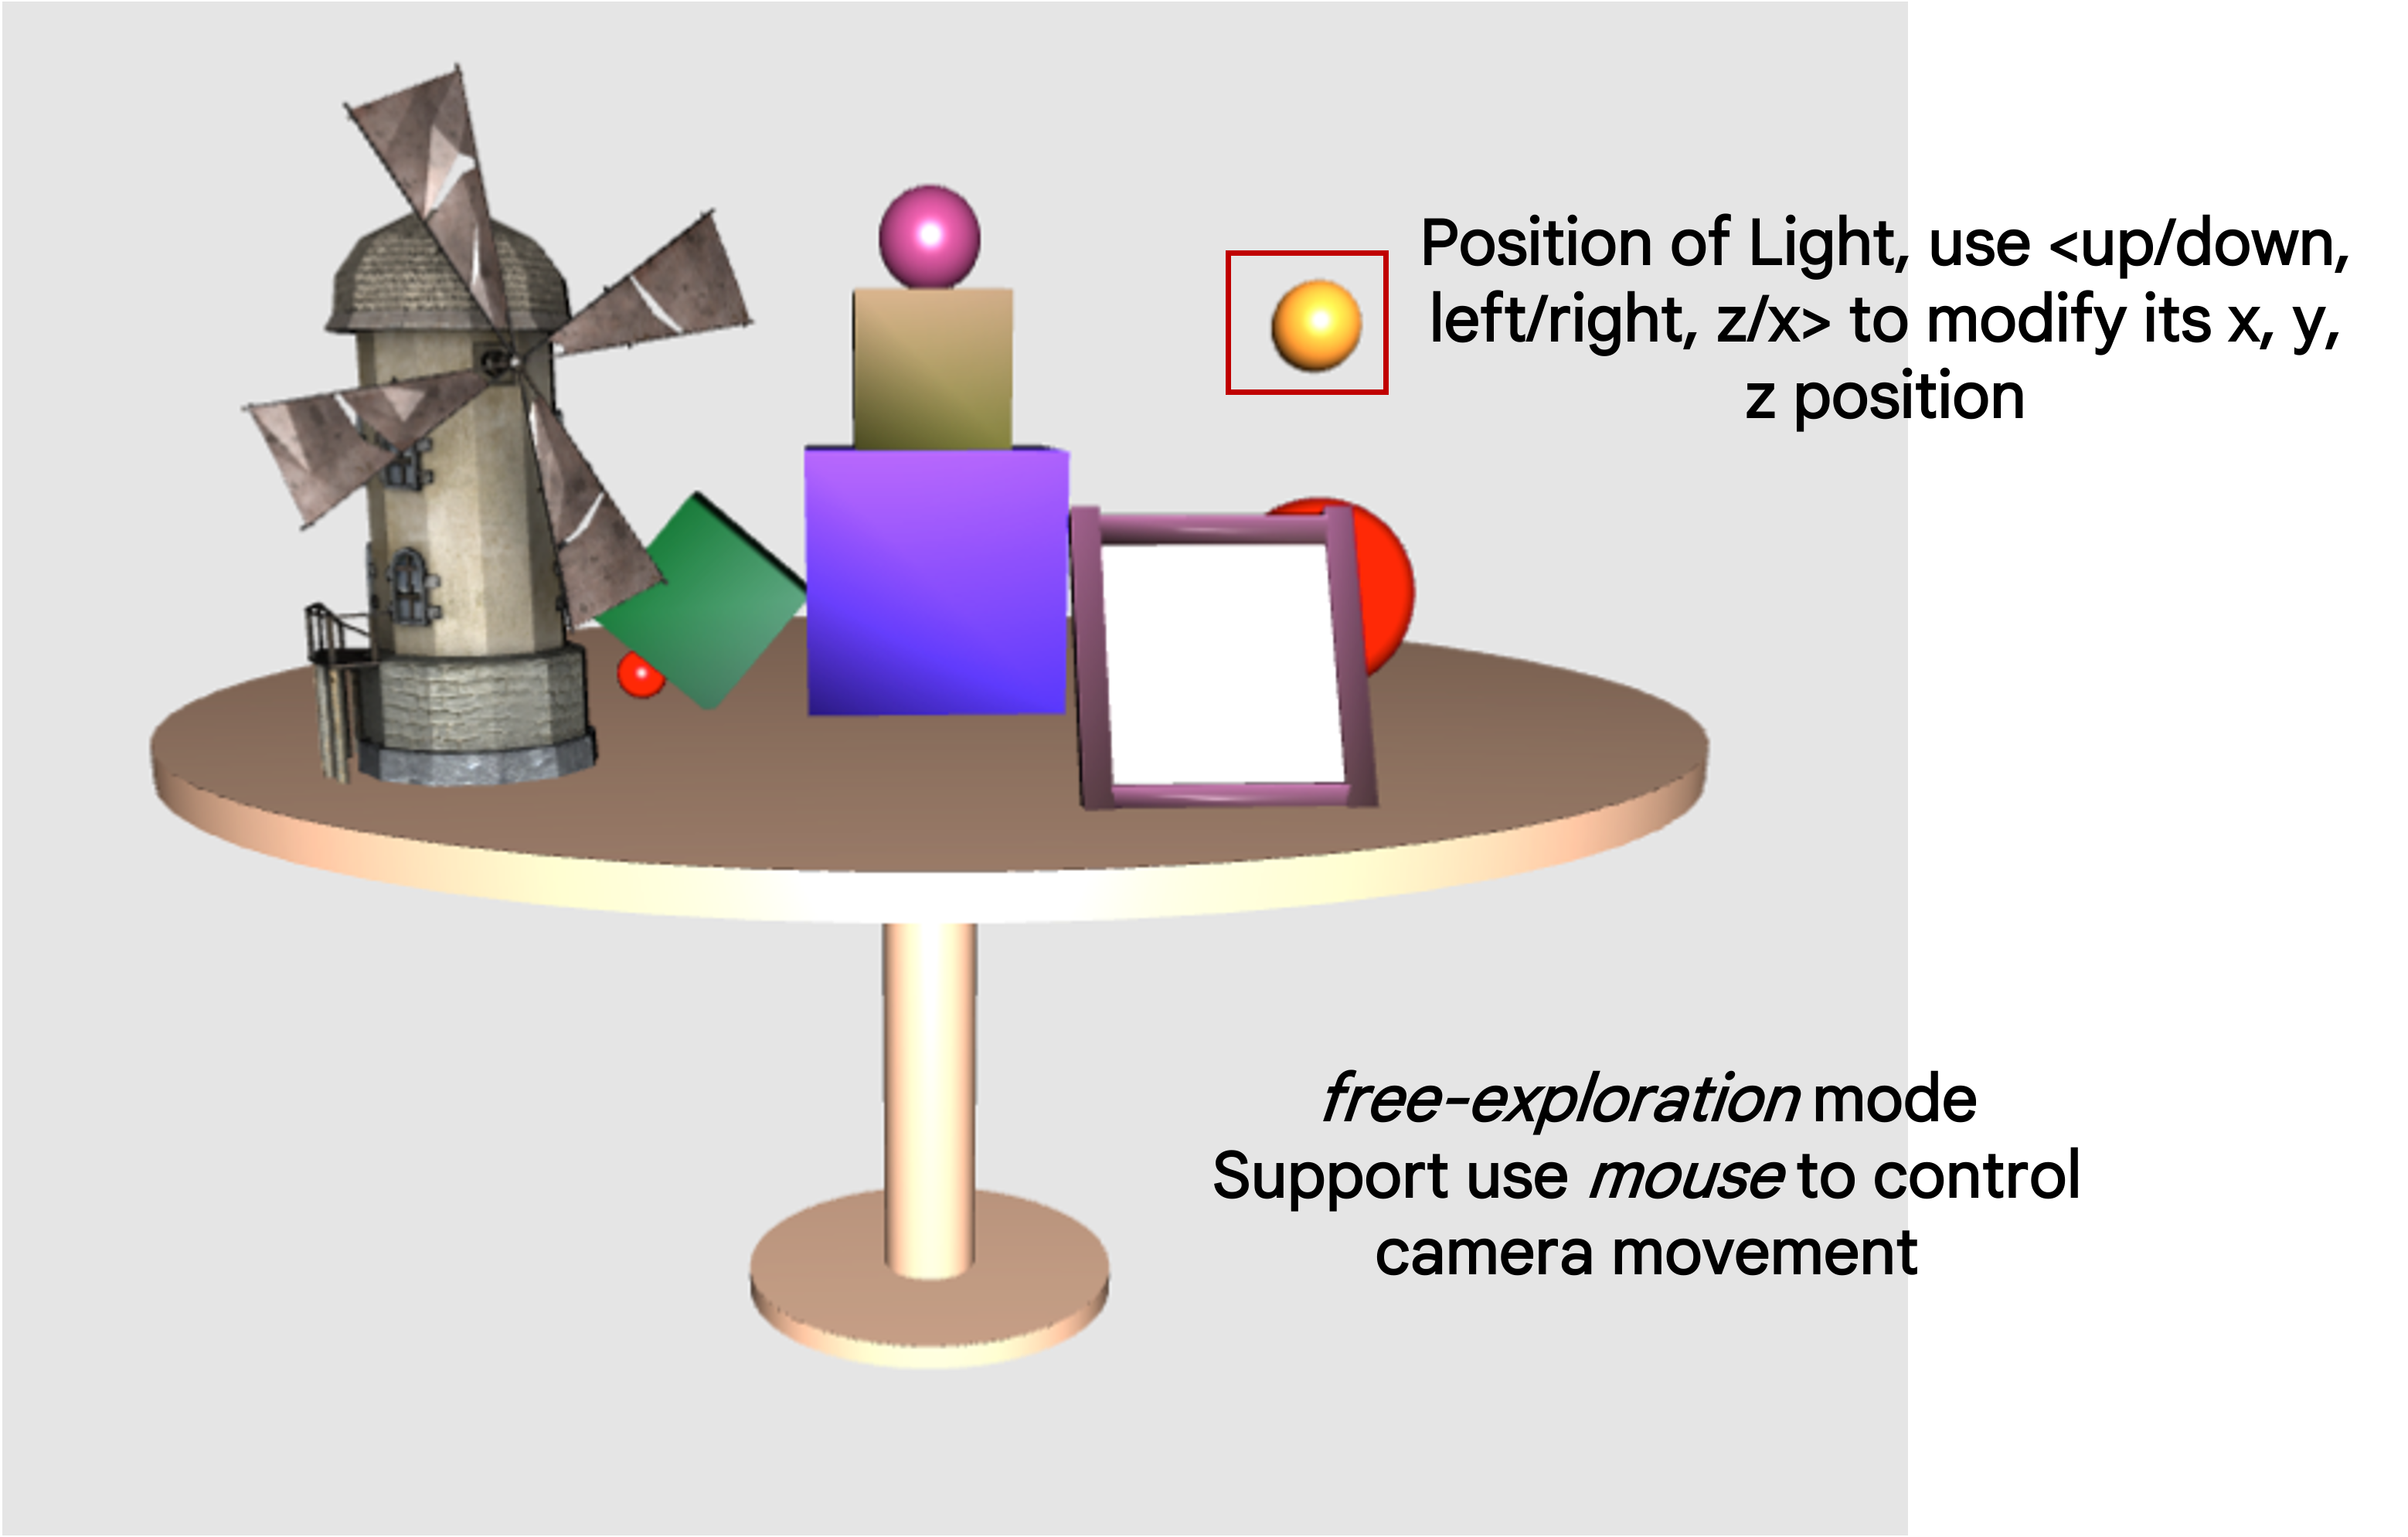 Position of Light, use <up/down,
left/right, z/x> to modify its x, y,
z position
free-exploration mode
Support use mouse to control
camera movement